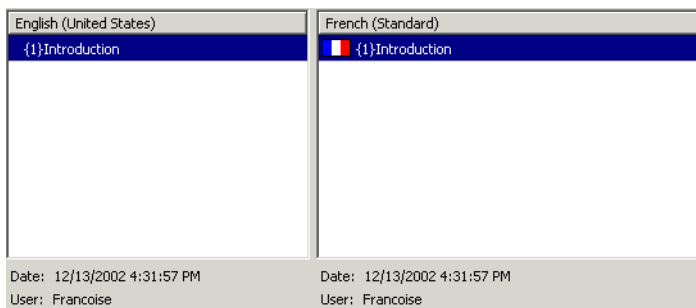 English (United States)
{1}Introduction
Date: 12/13/2002 4:31:57 PM
User: Francoise
French (Standard)
{1}Introduction
Date: 12/13/2002 4:31:57 PM
User: Francoise